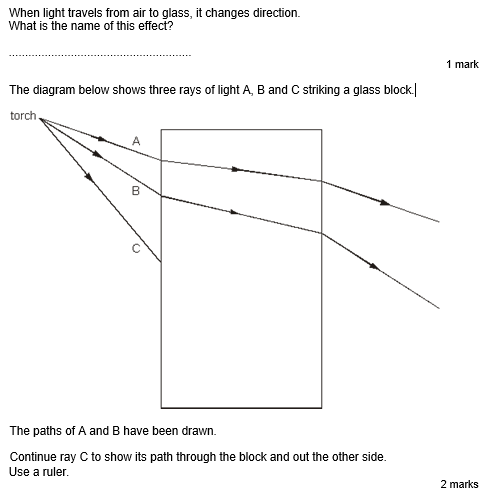 When light travels from air to glass, it changes direction.
What is the name of this effect?
..........................................................
1 mark
The diagram below shows three rays of light A, B and C striking a glass block.
torch
A
B
C
The paths of A and B have been drawn.
Continue ray C to show its path through the block and out the other side.
Use a ruler.
2 marks